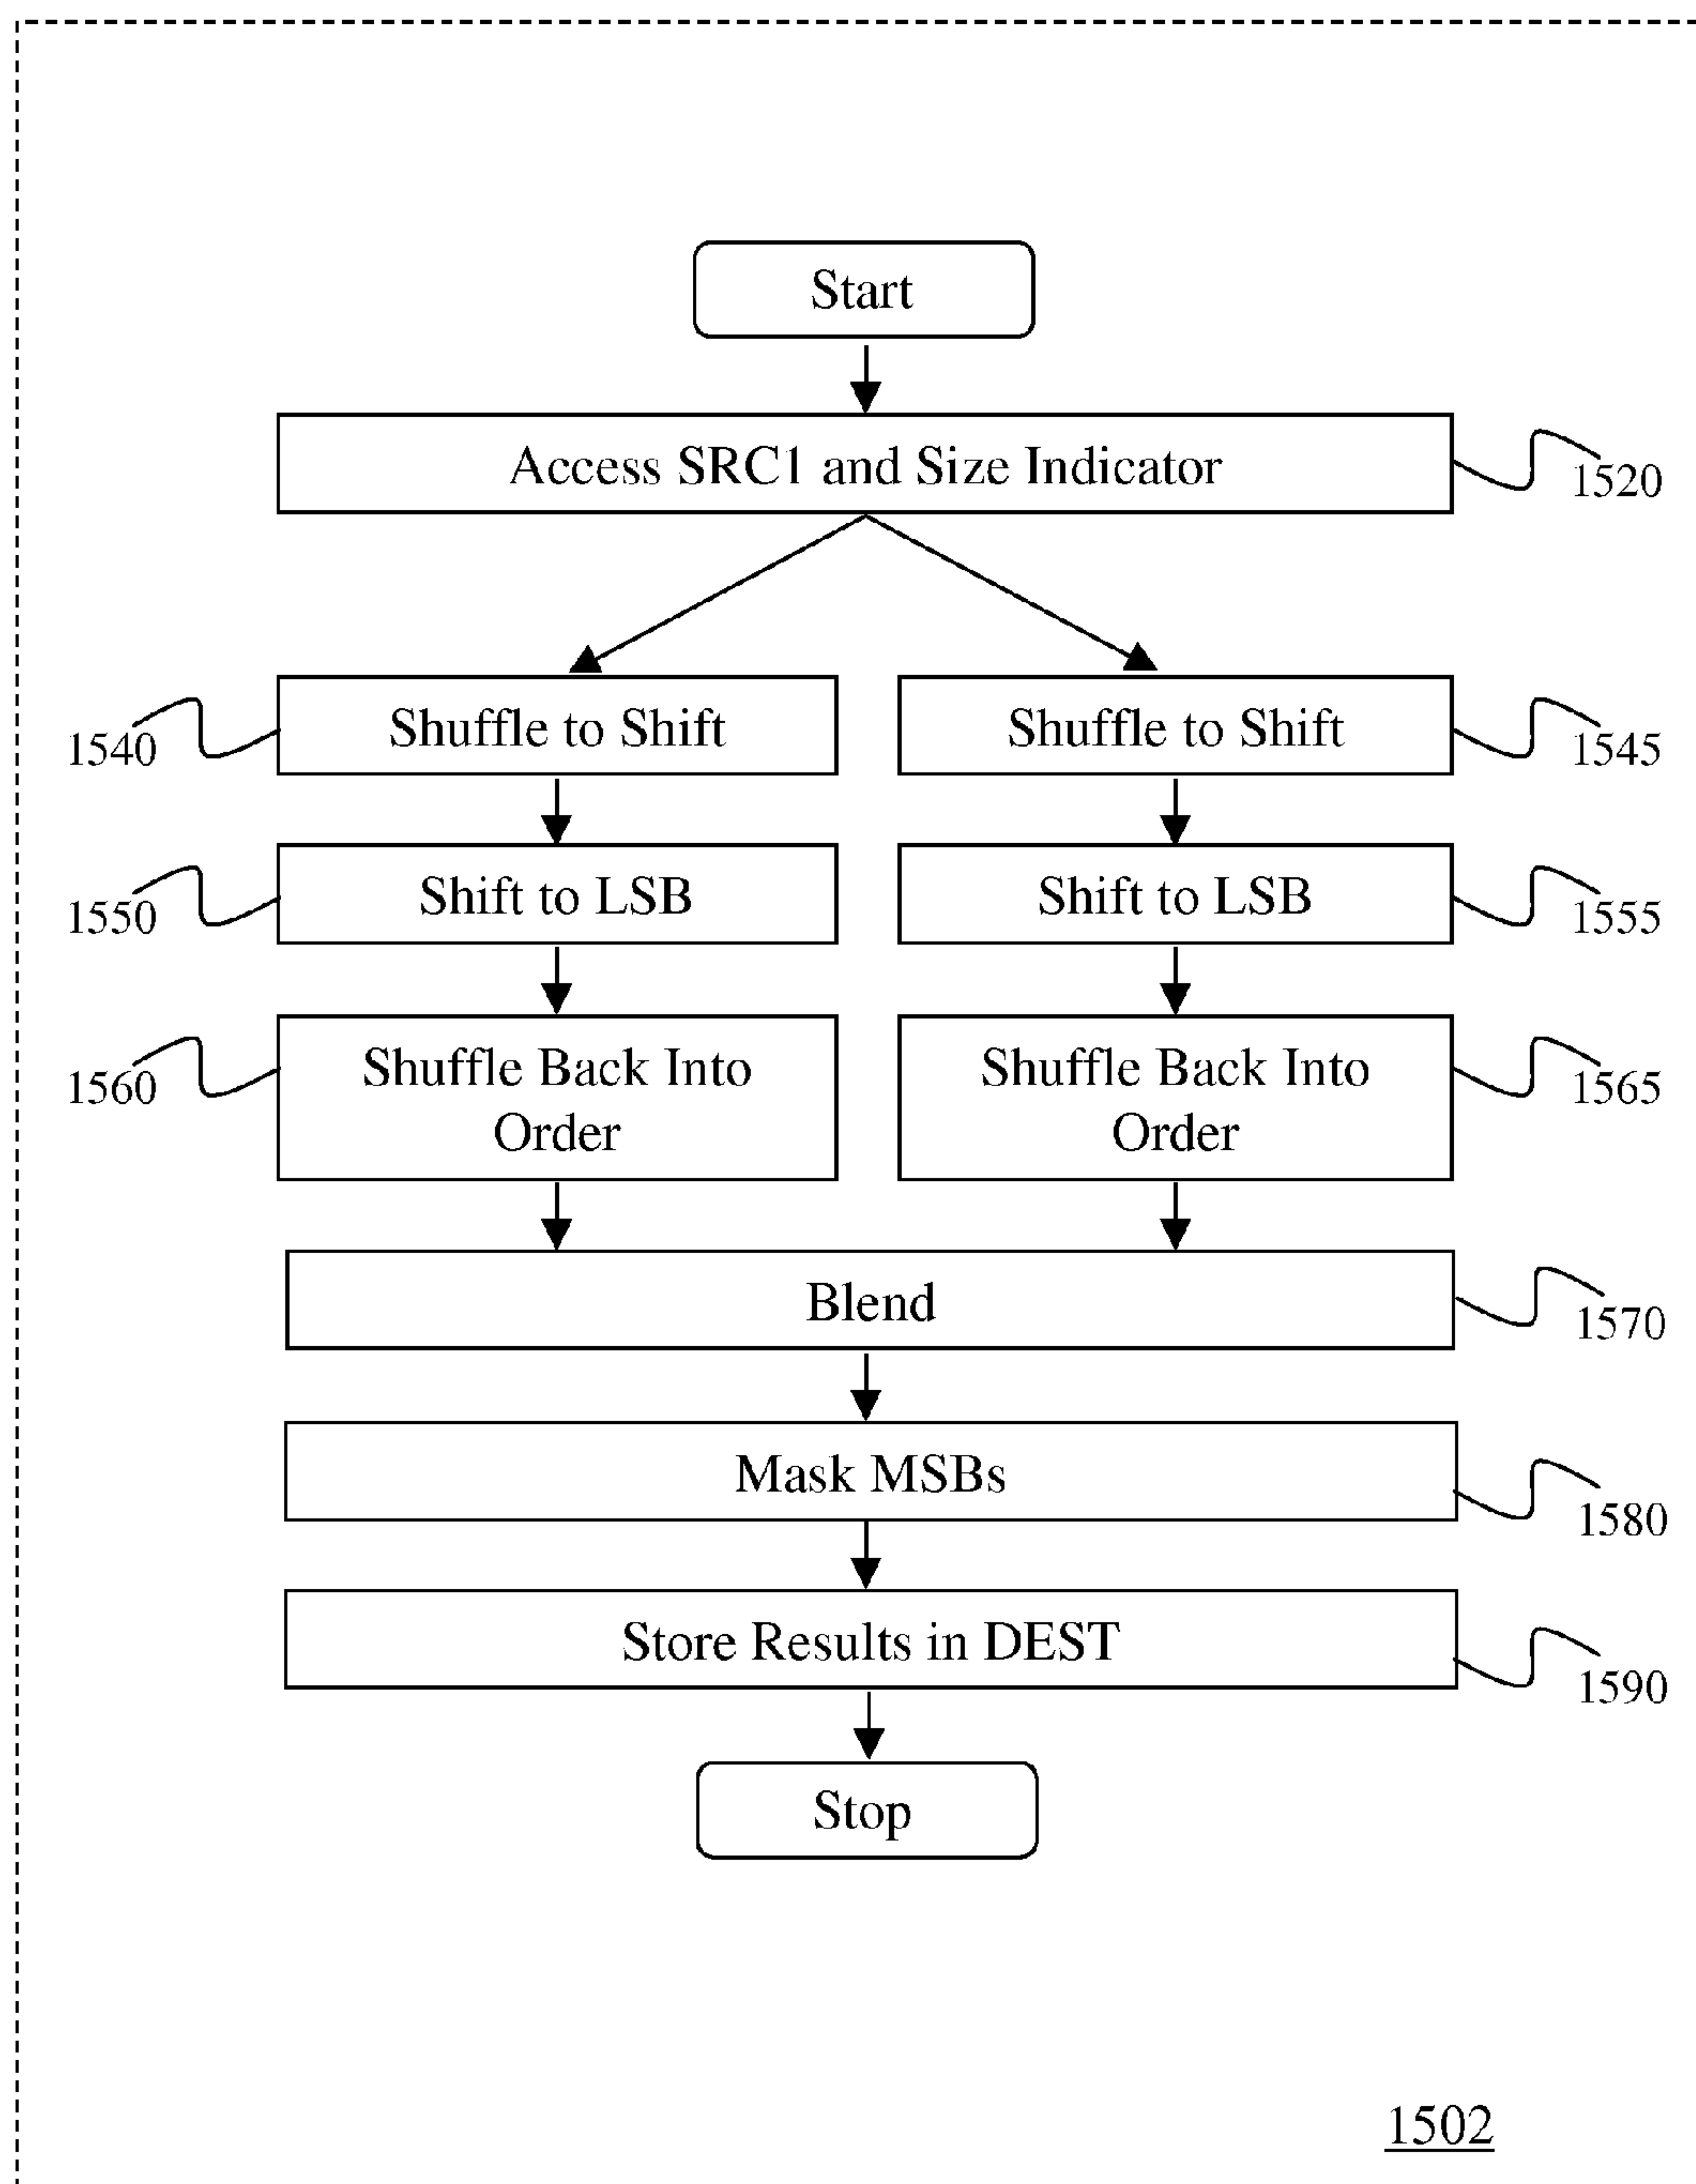 Start
Access SRC1 and Size Indicator
1520
Shuffle to Shift
Shuffle to Shift
1540
1545
Shift to LSB
Shift to LSB
1550
1555
Shuffle Back Into
Order
Shuffle Back Into
Order
1560
1565
Blend
1570
Mask MSBs
1580
Store Results in DEST
1590
Stop
1502